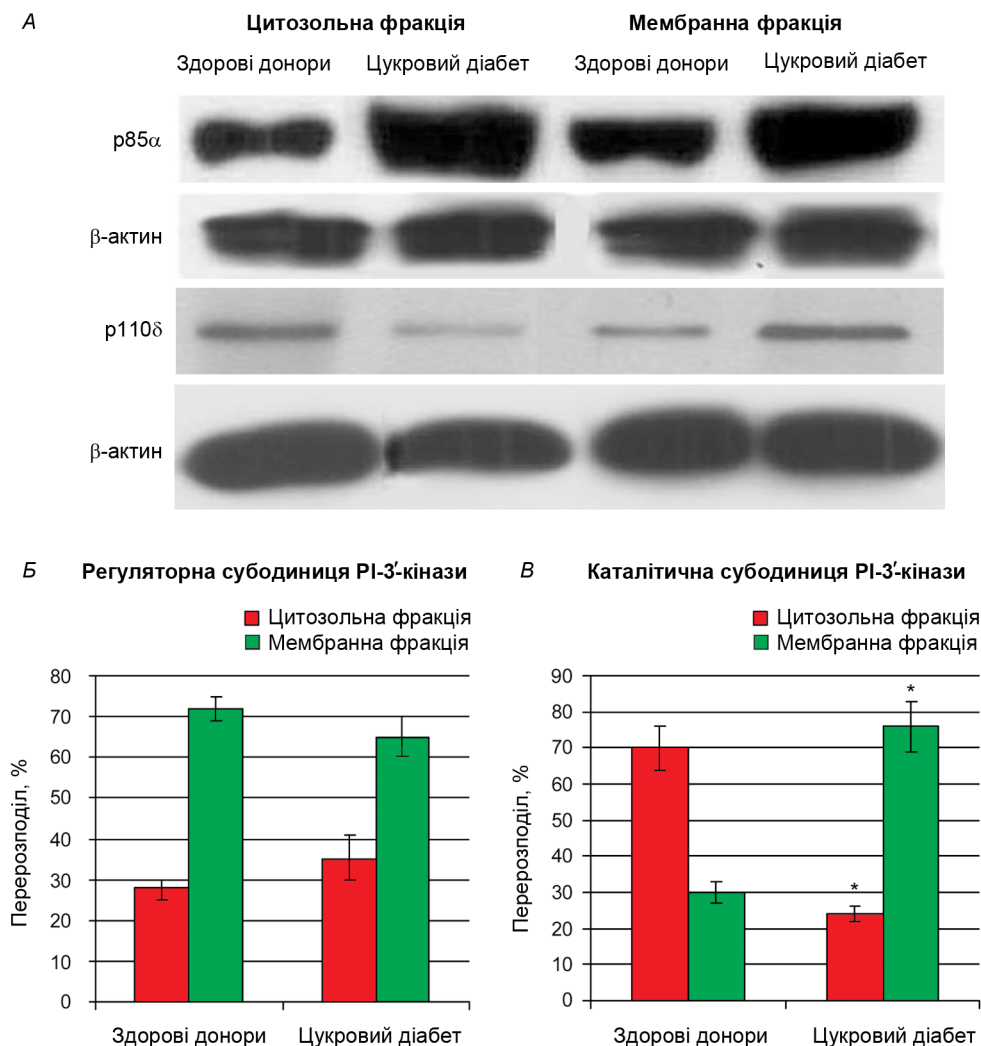 А
Цитозольна фракція Мембранна фракція
Здорові донори Цукровий діабет Здорові донори Цукровий діабет
p85α
β-актин
p110δ
β-актин
Б Регуляторна субодиниця PI-3′-кінази
Цитозольна фракція
Мембранна фракція
Перерозподіл, %
80
70
60
50
40
30
20
10
0
Здорові донори Цукровий діабет
В Каталітична субодиниця PI-3′-кінази
Цитозольна фракція
Мембранна фракція
Перерозподіл, %
90
80
70
60
50
40
30
20
10
0
*
*
Здорові донори Цукровий діабет